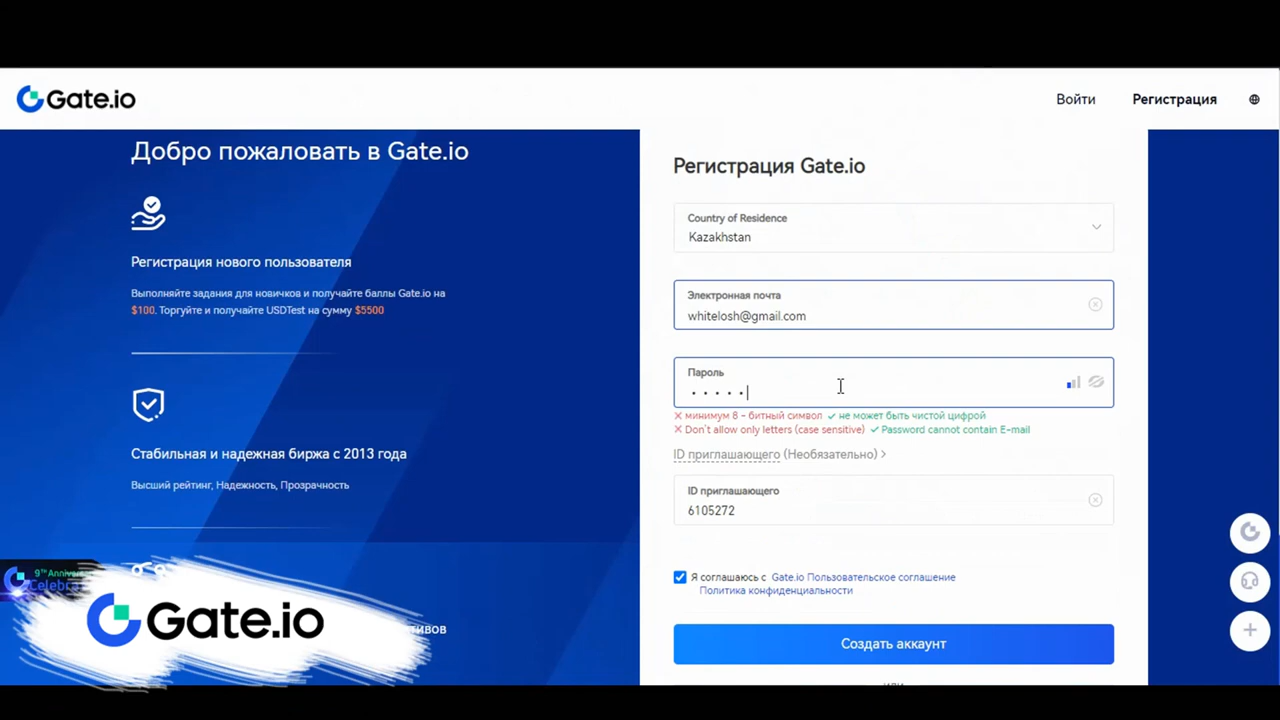 Gate.io
Войти
Регистрация
Добро пожаловать в Gate.io
Регистрация нового пользователя
Выполняйте задания для новичков и получайте баллы Gate.io на
$100. Торгуйте и получайте USDTest на сумму $5500
Стабильная и надежная биржа с 2013 года
Высший рейтинг, Надежность, Прозрачность
9Th Annivers
Celebra
Gate.io
ТИВОВ
Регистрация Gate.io
Country of Residence
Kazakhstan
Электронная почта
whitelosh@gmail.com
Пароль
•••••
минимум 8 - битный символ не может быть чистой цифрой
Don't allow only letters (case sensitive) Password cannot contain E-mail
ID приглашающего (Необязательно)
ID приглашающего
6105272
Я соглашаюсь с Gate.io Пользовательское соглашение
Политика конфиденциальности
Создать аккаунт